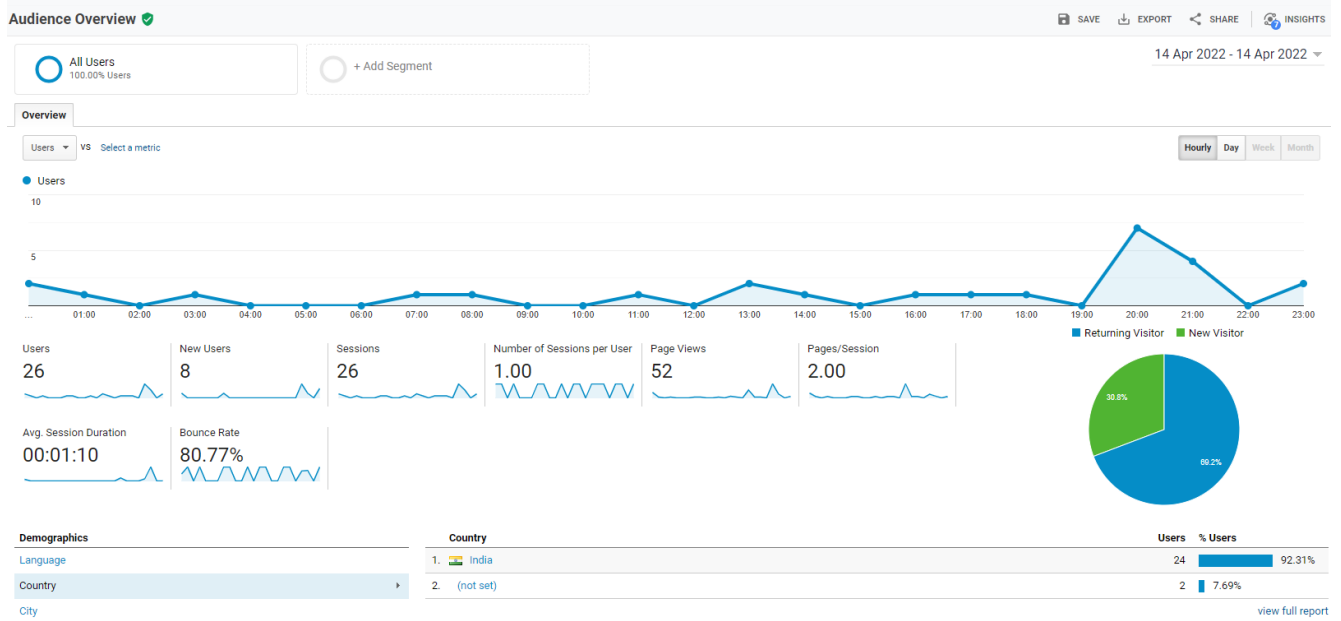 Audience Overview
SAVE EXPORT SHARE 7 INSIGHTS
All Users
100.00% Users
+ Add Segment
14 Apr 2022 - 14 Apr 2022
Overview
Users VS Select a metric
Hourly Day Week Month
Users
10
5
... 01:00 02:00 03:00 04:00 05:00 06:00 07:00 08:00 09:00 10:00 11:00 12:00 13:00 14:00 15:00 16:00 17:00 18:00 19:00 20:00 21:00 22:00 23:00
Returning Visitor New Visitor
Users New Users Sessions Number of Sessions per User Page Views Pages/Session
26 8 26 1.00 52 2.00
Avg. Session Duration Bounce Rate
00:01:10 80.77%
30.8%
69.2%
Demographics
Language
Country
City
Country Users % Users
1. India 24 92.31%
2. (not set) 2 7.69%
view full report